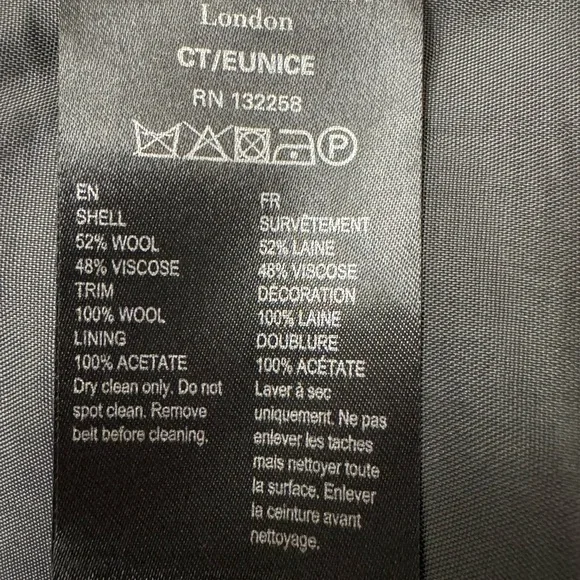 London
CT/EUNICE
RN 132258
P
EN
SHELL
52% WOOL
48% VISCOSE
TRIM
100% WOOL
LINING
100% ACETATE
Dry clean only. Do not
spot clean. Remove
belt before cleaning.
FR
SURVÊTEMENT
52% LAINE
48% VISCOSE
DÉCORATION
100% LAINE
DOUBLURE
100% ACÉTATE
Laver à sec
uniquement. Ne pas
enlever les taches
mais nettoyer toute
la surface. Enlever
la ceinture avant
nettoyage.